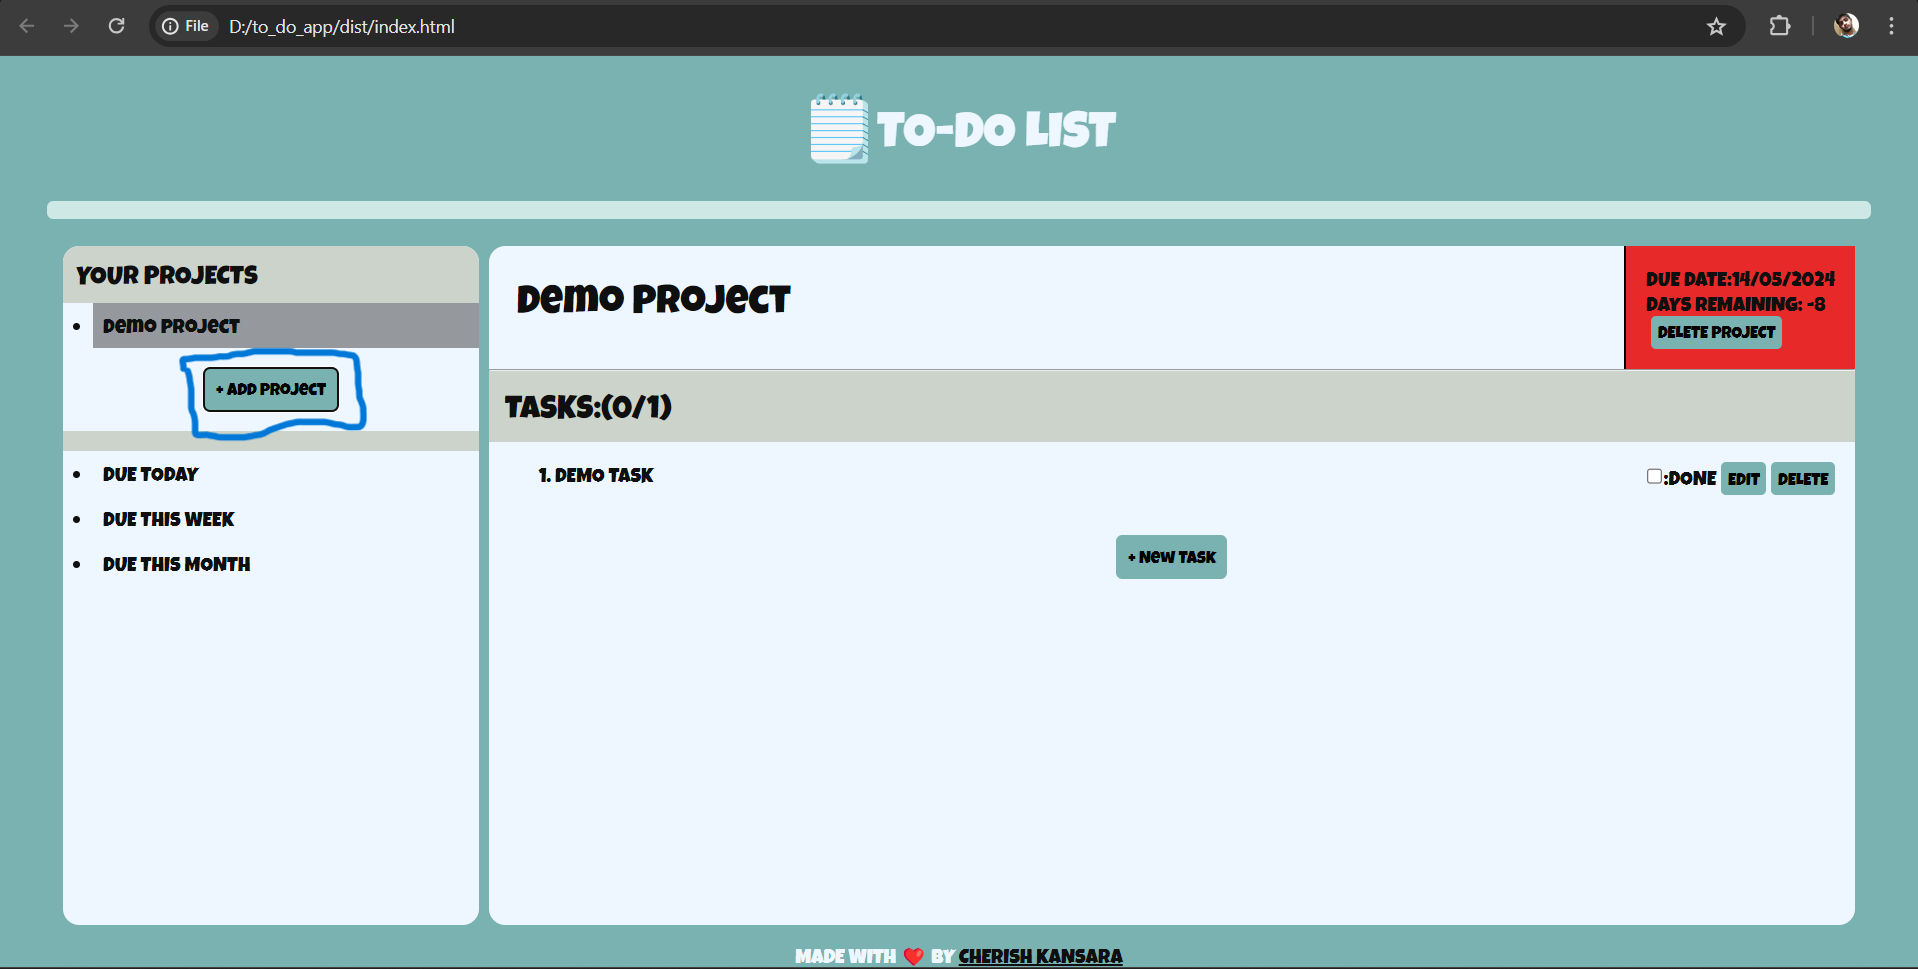 File D:/to_do_app/dist/index.html
TO-DO LIST
YOUR PROJECTS
Demo Project
+ Add Project
DUE TODAY
DUE THIS WEEK
DUE THIS MONTH
Demo Project
DUE DATE:14/05/2024
DAYS REMAINING: -8
DELETE PROJECT
TASKS:(0/1)
1. DEMO TASK
:DONE EDIT DELETE
+ New Task
MADE WITH ❤️ BY CHERISH KANSARA